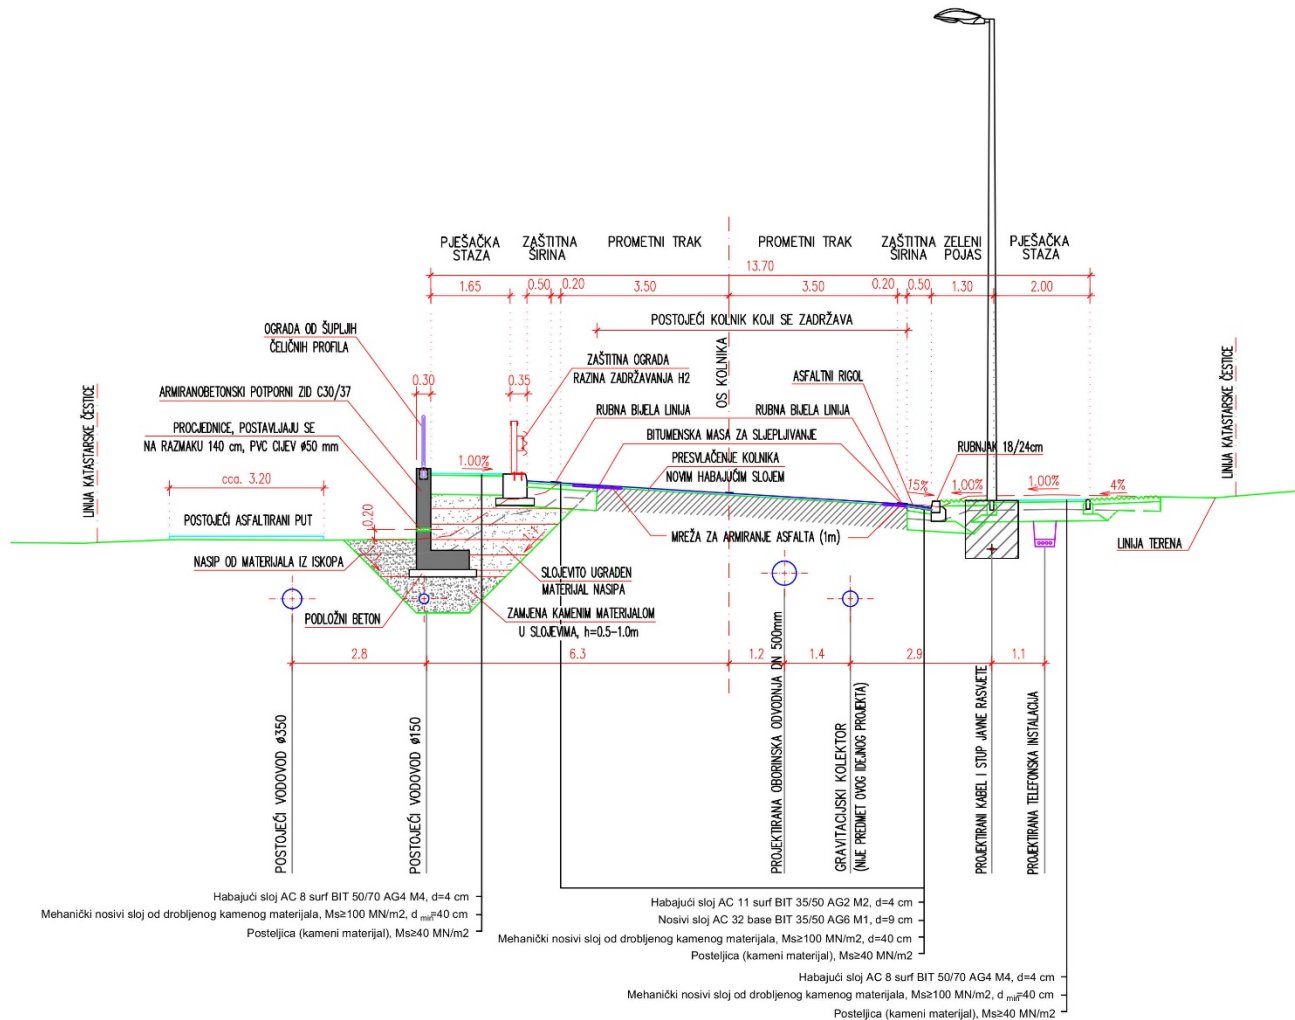 PJEŠAČKA
STAZA
ZAŠTITNA
ŠIRINA
PROMETNI TRAK
PROMETNI TRAK
ZAŠTITNA
ŠIRINA
ZELENI
POJAS
PJEŠAČKA
STAZA
13.70
1.65
0.50
0.20
3.50
3.50
0.20
0.50
1.30
2.00
POSTOJEĆI KOLNIK KOJI SE ZADRŽAVA
OS KOLNIKA
OGRADA OD ŠUPLJIH
ČELIČNIH PROFILA
ZAŠTITNA OGRADA
RAZINA ZADRŽAVANJA H2
ASFALTNI RIGOL
0.30
0.35
ARMIRANOBETONSKI POTPORNI ZID C30/37
RUBNA BIJELA LINIJA
RUBNA BIJELA LINIJA
PROCJEDNICE, POSTAVLJAJU SE
NA RAZMAKU 140 cm, PVC CIJEV ø50 mm
BITUMENSKA MASA ZA SLJEPLJIVANJE
PRESVLAČENJE KOLNIKA
NOVIM HABAJUĆIM SLOJEM
RUBNJAK 18/24cm
LINIJA KATASTARSKE ČESTICE
LINIJA KATASTARSKE ČESTICE
1.00%
15%
1.00%
1.00%
4%
cca. 3.20
POSTOJEĆI ASFALTIRANI PUT
0.20
1:1
MREŽA ZA ARMIRANJE ASFALTA (1m)
LINIJA TERENA
NASIP OD MATERIJALA IZ ISKOPA
SLOJEVITO UGRAĐEN
MATERIJAL NASIPA
PODLOŽNI BETON
ZAMJENA KAMENIM MATERIJALOM
U SLOJEVIMA, h=0.5-1.0m
2.8
6.3
1.2
1.4
2.9
1.1
POSTOJEĆI VODOVOD ø350
POSTOJEĆI VODOVOD ø150
PROJEKTIRANA OBORINSKA ODVODNJA DN 500mm
GRAVITACIJSKI KOLEKTOR
(NIJE PREDMET OVOG IDEJNOG PROJEKTA)
PROJEKTIRANI KABEL I STUP JAVNE RASVJETE
PROJEKTIRANA TELEFONSKA INSTALACIJA
Habajući sloj AC 8 surf BIT 50/70 AG4 M4, d=4 cm
Mehanički nosivi sloj od drobljenog kamenog materijala, Ms≥100 MN/m2, d min=40 cm
Posteljica (kameni materijal), Ms≥40 MN/m2
Habajući sloj AC 11 surf BIT 35/50 AG2 M2, d=4 cm
Nosivi sloj AC 32 base BIT 35/50 AG6 M1, d=9 cm
Mehanički nosivi sloj od drobljenog kamenog materijala, Ms≥100 MN/m2, d=40 cm
Posteljica (kameni materijal), Ms≥40 MN/m2
Habajući sloj AC 8 surf BIT 50/70 AG4 M4, d=4 cm
Mehanički nosivi sloj od drobljenog kamenog materijala, Ms≥100 MN/m2, d min=40 cm
Posteljica (kameni materijal), Ms≥40 MN/m2